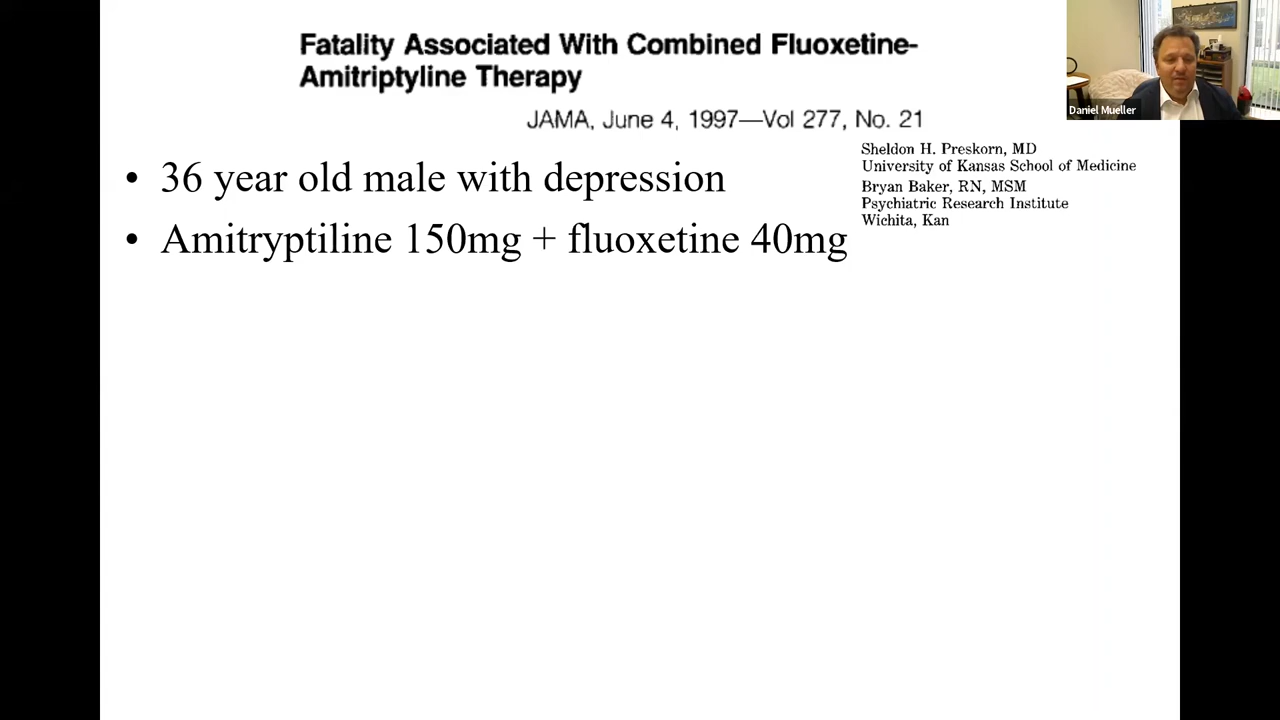 Fatality Associated With Combined Fluoxetine-
Amitriptyline Therapy
JAMA, June 4, 1997—Vol 277, No. 21
Daniel Mueller
Sheldon H. Preskorn, MD
University of Kansas School of Medicine
Bryan Baker, RN, MSM
Psychiatric Research Institute
Wichita, Kan
• 36 year old male with depression
• Amitryptiline 150mg + fluoxetine 40mg